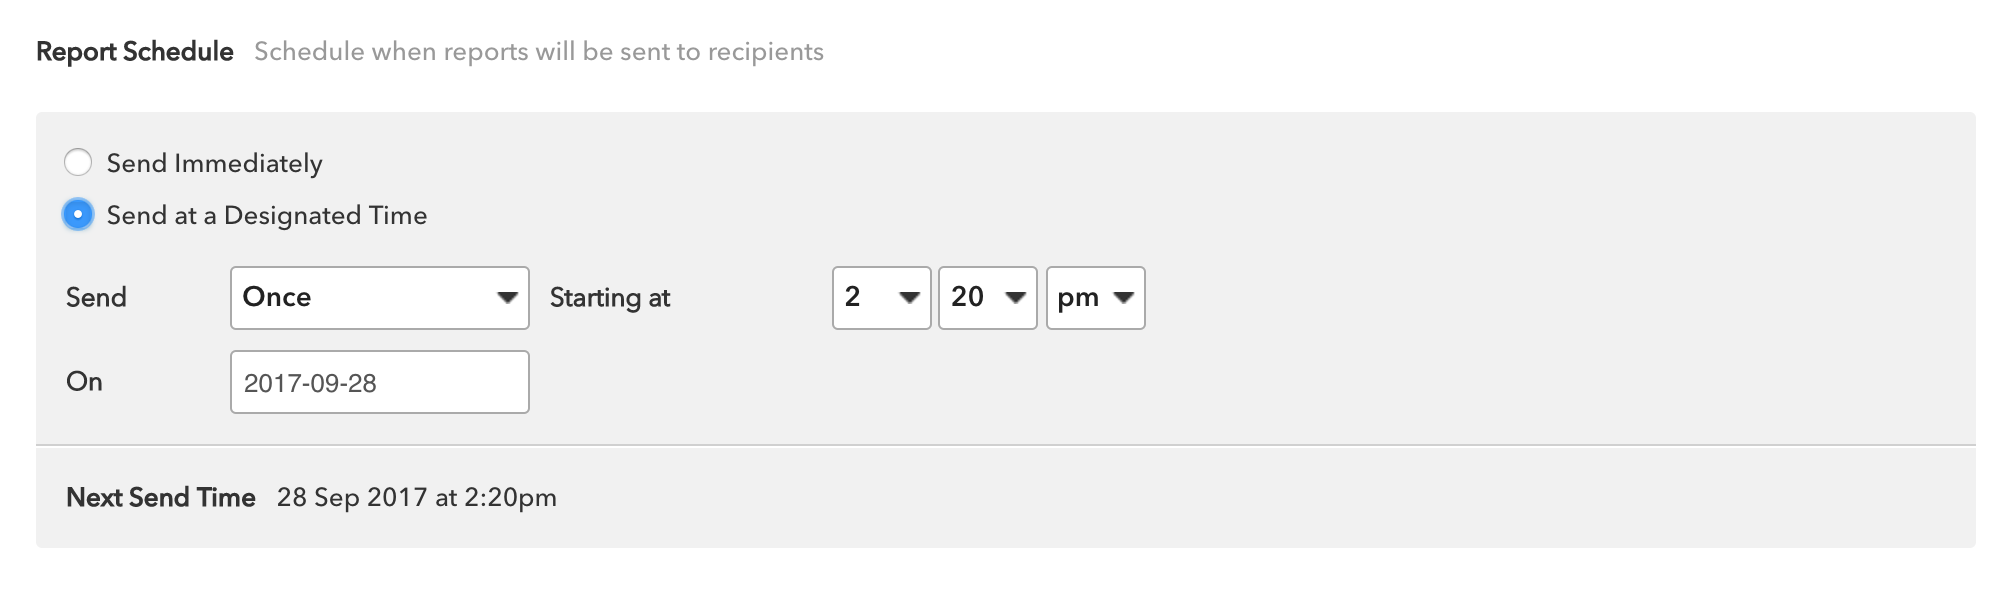 Report Schedule Schedule when reports will be sent to recipients
Send Immediately
Send at a Designated Time
Send Once Starting at 2 20 pm
On 2017-09-28
Next Send Time 28 Sep 2017 at 2:20pm